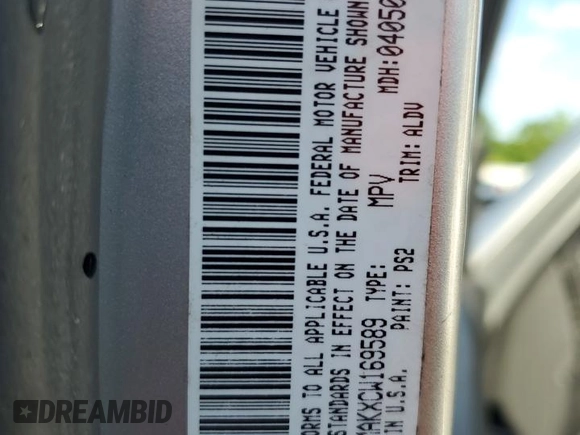 ORMS TO ALL APPLICABLE U.S.A. FEDERAL MOTOR VEHICLE
STANDARDS IN EFFECT ON THE DATE OF MANUFACTURE SHOWN
AKXCW169589 TYPE: MPV MDH: 04050
IN U.S.A. PAINT: PS2 TRIM: ALDV
DREAMBID